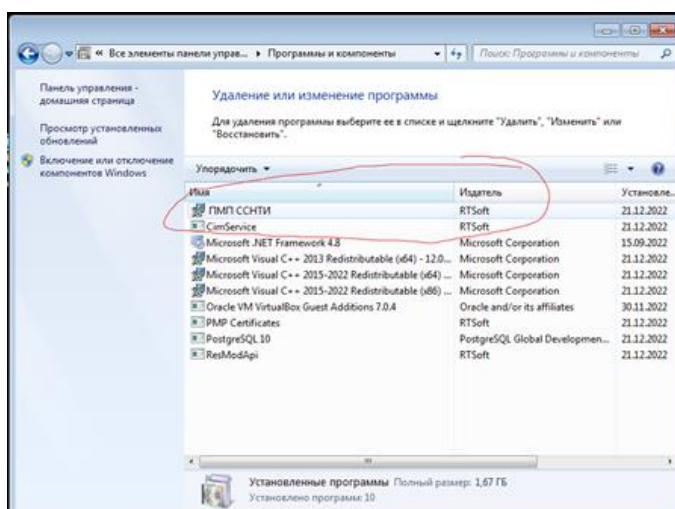 « Все элементы панели управ... ▸ Программы и компоненты
Поиск: Программы и компоненты
Панель управления -
домашняя страница
Просмотр установленных
обновлений
Включение или отключение
компонентов Windows
Удаление или изменение программы
Для удаления программы выберите ее в списке и щелкните "Удалить", "Изменить" или
"Восстановить".
Упорядочить
Имя Издатель Установле...
ПМП ССНТИ RTSoft 21.12.2022
CimService RTSoft 21.12.2022
Microsoft .NET Framework 4.8 Microsoft Corporation 15.09.2022
Microsoft Visual C++ 2013 Redistributable (x64) - 12.0... Microsoft Corporation 21.12.2022
Microsoft Visual C++ 2015-2022 Redistributable (x64) ... Microsoft Corporation 21.12.2022
Microsoft Visual C++ 2015-2022 Redistributable (x86) ... Microsoft Corporation 21.12.2022
Oracle VM VirtualBox Guest Additions 7.0.4 Oracle and/or its affiliates 30.11.2022
PMP Certificates RTSoft 21.12.2022
PostgreSQL 10 PostgreSQL Global Developmen... 21.12.2022
ResModApi RTSoft 21.12.2022
Установленные программы Полный размер: 1,67 ГБ
Установлено программ: 10